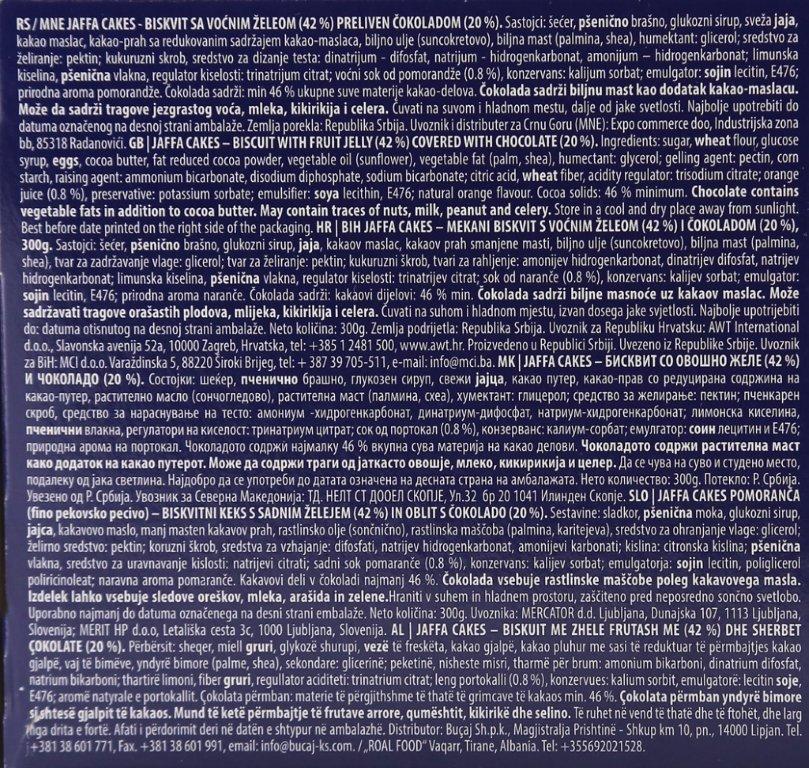 RS / MNE JAFFA CAKES - BISKVIT SA VOĆNIM ŽELEOM (42 %) PRELIVEN ČOKOLADOM (20 %). Sastojci: šećer, pšenično brašno, glukozni sirup, sveža jaja,
kakao maslac, kakao-prah sa redukovanim sadržajem kakao-maslaca, biljno ulje (suncokretovo), biljna mast (palmina, shea), humektant: glicerol; sredstvo za
želiranje: pektin; kukuruzni skrob, sredstvo za dizanje testa: dinatrijum - difosfat, natrijum - hidrogenkarbonat, amonijum – hidrogenkarbonat; limunska
kiselina, pšenična vlakna, regulator kiselosti: trinatrijum citrat; voćni sok od pomorandže (0.8 %), konzervans: kalijum sorbat; emulgator: sojin lecitin, E476;
prirodna aroma pomorandže. Čokolada sadrži: min 46 % ukupne suve materije kakao-delova. Čokolada sadrži biljnu mast kao dodatak kakao-maslacu.
Može da sadrži tragove jezgrastog voća, mleka, kikirikija i celera. Čuvati na suvom i hladnom mestu, dalje od jake svetlosti. Najbolje upotrebiti do
datuma označenog na desnoj strani ambalaže. Zemlja porekla: Republika Srbija. Uvoznik i distributer za Crnu Goru (MNE): Expo commerce doo, Industrijska zona
bb, 85318 Radanovići. GB | JAFFA CAKES – BISCUIT WITH FRUIT JELLY (42 %) COVERED WITH CHOCOLATE (20 %). Ingredients: sugar, wheat flour, glucose
syrup, eggs, cocoa butter, fat reduced cocoa powder, vegetable oil (sunflower), vegetable fat (palm, shea), humectant: glycerol; gelling agent: pectin, corn
starch, raising agent: ammonium bicarbonate, disodium diphosphate, sodium bicarbonate; citric acid, wheat fiber, acidity regulator: trisodium citrate; orange
juice (0.8 %), preservative: potassium sorbate; emulsifier: soya lecithin, E476; natural orange flavour. Cocoa solids: 46 % minimum. Chocolate contains
vegetable fats in addition to cocoa butter. May contain traces of nuts, milk, peanut and celery. Store in a cool and dry place away from sunlight.
Best before date printed on the right side of the packaging. HR | BIH JAFFA CAKES – MEKANI BISKVIT S VOĆNIM ŽELEOM (42 %) I ČOKOLADOM (20 %),
300g. Sastojci: šećer, pšenično brašno, glukozni sirup, jaja, kakaov maslac, kakaov prah smanjene masti, biljno ulje (suncokretovo), biljna mast (palmina,
shea), tvar za zadržavanje vlage: glicerol; tvar za želiranje: pektin; kukuruzni škrob, tvari za rahljenje: amonijev hidrogenkarbonat, dinatrijev difosfat, natrijev
hidrogenkarbonat; limunska kiselina, pšenična vlakna, regulator kiselosti: trinatrijev citrat; sok od naranče (0.8 %), konzervans: kalijev sorbat; emulgator:
sojin lecitin, E476; prirodna aroma naranče. Čokolada sadrži: kakaovi dijelovi: 46 % min. Čokolada sadrži biljne masnoće uz kakaov maslac. Može
sadržavati tragove orašastih plodova, mlijeka, kikirikija i celera. Čuvati na suhom i hladnom mjestu, izvan dosega jake svjetlosti. Najbolje upotrijebiti
do: datuma otisnutog na desnoj strani ambalaže. Neto količina: 300g. Zemlja podrijetla: Republika Srbija. Uvoznik za Republiku Hrvatsku: AWT International
d.o.o., Slavonska avenija 52a, 10000 Zagreb, Hrvatska, tel: +385 1 2481 500, www.awt.hr. Proizvedeno u Republici Srbiji. Uvezeno iz Republike Srbije. Uvoznik
za BiH: MCI d.o.o. Varaždinska 5, 88220 Široki Brijeg, tel: + 387 39 705-511, e-mail: info@mci.ba. MK | JAFFA CAKES – БИСКВИТ СО ОВОШНО ЖЕЛЕ (42 %)
И ЧОКОЛАДО (20 %). Состојки: шеќер, пченично брашно, глукозен сируп, свежи јајца, какао путер, какао-прав со редуцирана содржина на
какао-путер, растително масло (сончогледово), растителна маст (палмина, схеа), хумектант: глицерол; средство за желирање: пектин; пченкарен
скроб, средство за нараснување на тесто: амониум -хидрогенкарбонат, динатриум-дифосфат, натриум-хидрогенкарбонат; лимонска киселина,
пченични влакна, регулатори на киселост: тринатриум цитрат; сок од портокал (0.8 %), конзерванс: калиум-сорбат; емулгатор: соин лецитин и E476;
природна арома на портокал. Чоколадото содржи најмалку 46 % вкупна сува материја на какао делови. Чоколадото содржи растителна маст
како додаток на какао путерот. Може да содржи траги од јаткасто овошје, млеко, кикирикија и целер. Да се чува на суво и студено место,
подалеку од јака светлина. Најдобро да се употреби до датата означена на десната страна на амбалажата. Нето количество: 300g. Потекло: Р. Србија.
Увезено од Р. Србија. Увозник за Северна Македонија: ТД. НЕЛТ СТ ДООЕЛ СКОПЈЕ, Ул.32 бр 20 1041 Илинден Скопје. SLO | JAFFA CAKES POMORANČA
(fino pekovsko pecivo) – BISKVITNI KEKS S SADNIM ŽELEJEM (42 %) IN OBLIT S ČOKOLADO (20 %). Sestavine: sladkor, pšenična moka, glukozni sirup,
jajca, kakavovo maslo, manj masten kakavov prah, rastlinsko olje (sončnično), rastlinska maščoba (palmina, karitejeva), sredstvo za ohranjanje vlage: glicerol;
želirno sredstvo: pektin; koruzni škrob, sredstva za vzhajanje: difosfati, natrijev hidrogenkarbonat, amonijevi karbonati; kislina: citronska kislina; pšenična
vlakna, sredstvo za uravnavanje kislosti: natrijevi citrati; sadni sok pomaranče (0.8 %), konzervans: kalijev sorbat; emulgatorja: sojin lecitin, poliglicerol
poliricinoleat; naravna aroma pomaranče. Kakavovi deli v čokoladi najmanj 46 %. Čokolada vsebuje rastlinske maščobe poleg kakavovega masla.
Izdelek lahko vsebuje sledove oreškov, mleka, arašida in zelene.Hraniti v suhem in hladnem prostoru, zaščiteno pred neposredno sončno svetlobo.
Uporabno najmanj do datuma označenega na desni strani embalaže. Neto količina: 300g. Uvoznika: MERCATOR d.d. Ljubljana, Dunajska 107, 1113 Ljubljana,
Slovenija; MERIT HP d.o.o, Letališka cesta 3c, 1000 Ljubljana, Slovenija. AL | JAFFA CAKES – BISKUIT ME ZHELE FRUTASH ME (42 %) DHE SHERBET
ÇOKOLATE (20 %). Përbërsit: sheqer, miell gruri, glykozë shurupi, vezë të freskëta, kakao gjalpë, kakao pluhur me sasi të reduktuar të përmbajtjes kakao
gjalpë, vaj të bimëve, yndyrë bimore (palme, shea), sekondare: glicerinë; peketinë, nisheste misri, tharmë për brum: amonium bikarboni, dinatrium difosfat,
natrium bikarboni; thartirë limoni, fiber gruri, regullator aciditeti: trinatrium citrat; leng portokalli (0.8 %), konzervues: kalium sorbat, emulgatorë: lecitin soje,
E476; aromë natyrale e portokallit. Çokolata përmban: materie të përgjithshme të thatë të grimcave të kakaos min. 46 %. Çokolata përmban yndyrë bimore
si shtesë gjalpit të kakaos. Mund të ketë përmbajtje të frutave arrore, qumështit, kikirikë dhe selino. Të ruhet në vend të thatë dhe të ftohët, dhe larg
nga drita e fortë. Afati i përdorimit deri në datën e shtypur në ambalazhë. Distributor: Buçaj Sh.p.k., Magjistralja Prishtinë - Shkup km 10, pn., 14000 Lipjan. Tel.
+381 38 601 771, Fax. +381 38 601 991, email: info@bucaj-ks.com. / „ROAL FOOD" Vaqarr, Tirane, Albania. Tel: +355692021528.